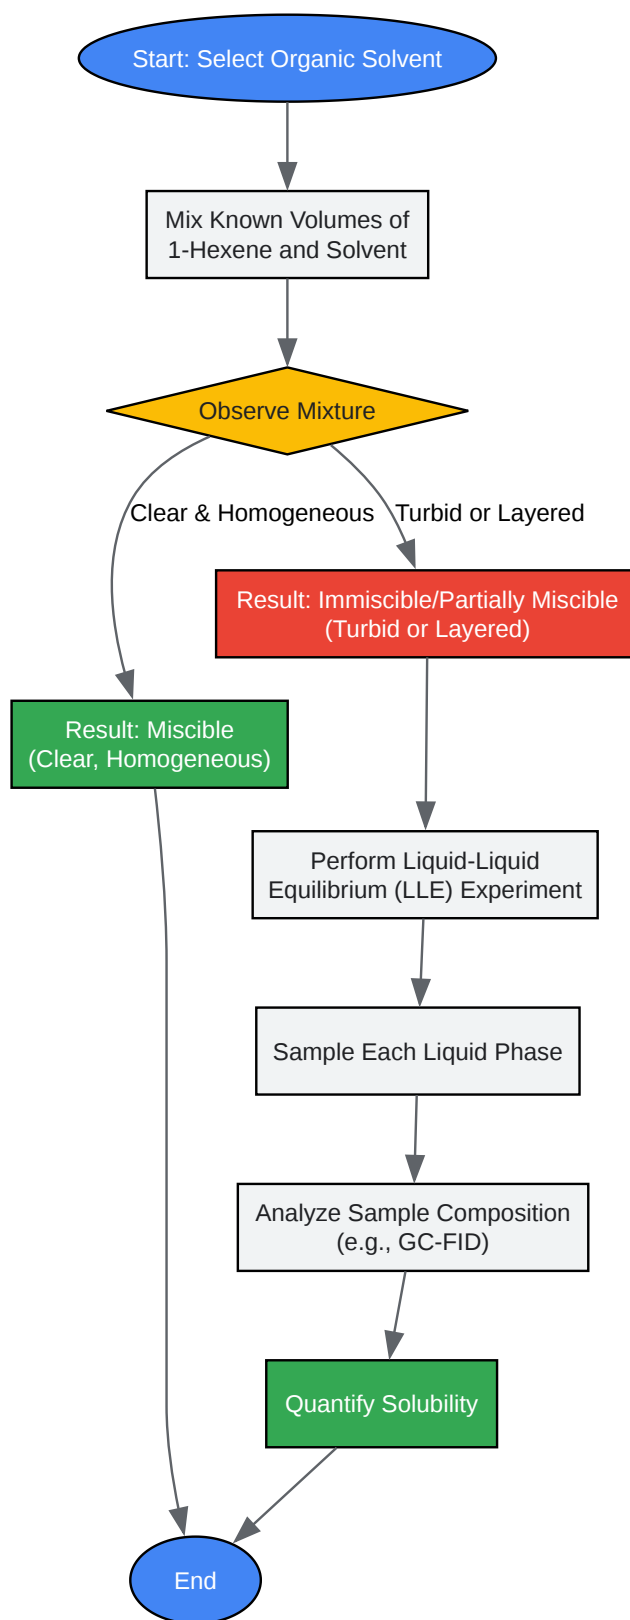 Start: Select Organic Solvent
Mix Known Volumes of
1-Hexene and Solvent
Observe Mixture
Clear & Homogeneous
Turbid or Layered
Result: Immiscible/Partially Miscible
(Turbid or Layered)
Result: Miscible
(Clear, Homogeneous)
Perform Liquid-Liquid
Equilibrium (LLE) Experiment
Sample Each Liquid Phase
Analyze Sample Composition
(e.g., GC-FID)
Quantify Solubility
End